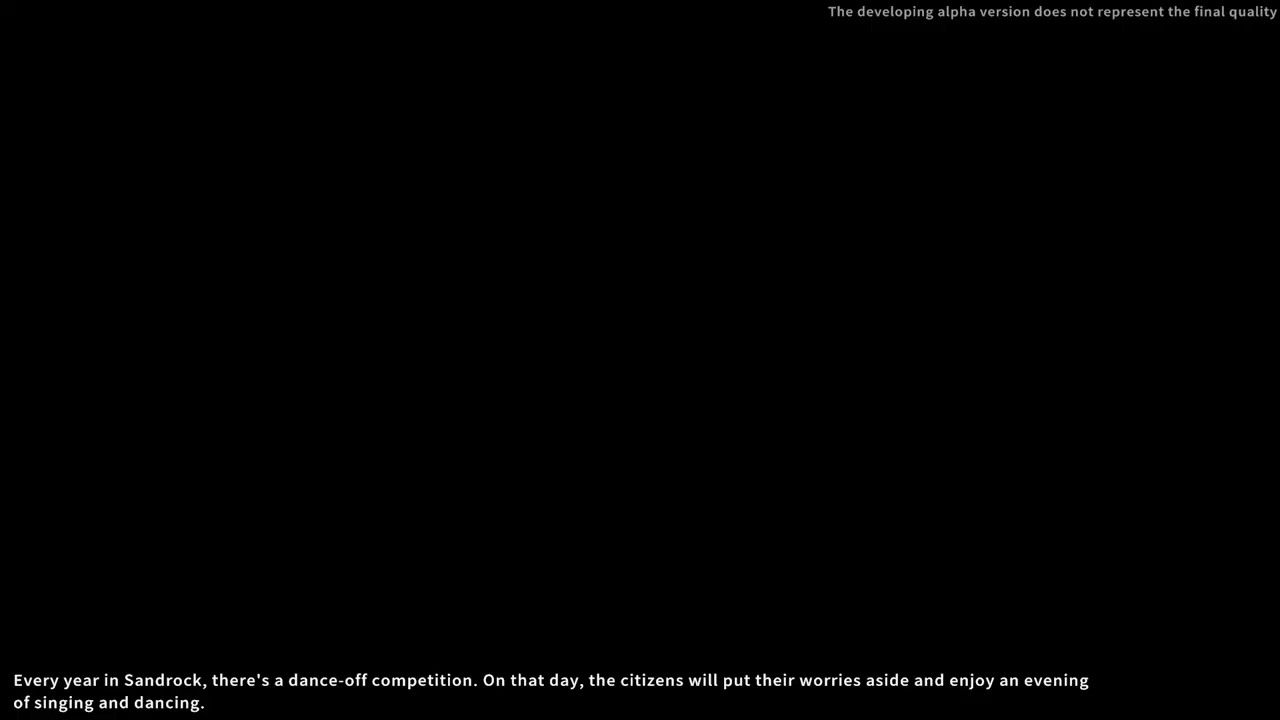 The developing alpha version does not represent the final quality
Every year in Sandrock, there's a dance-off competition. On that day, the citizens will put their worries aside and enjoy an evening
of singing and dancing.